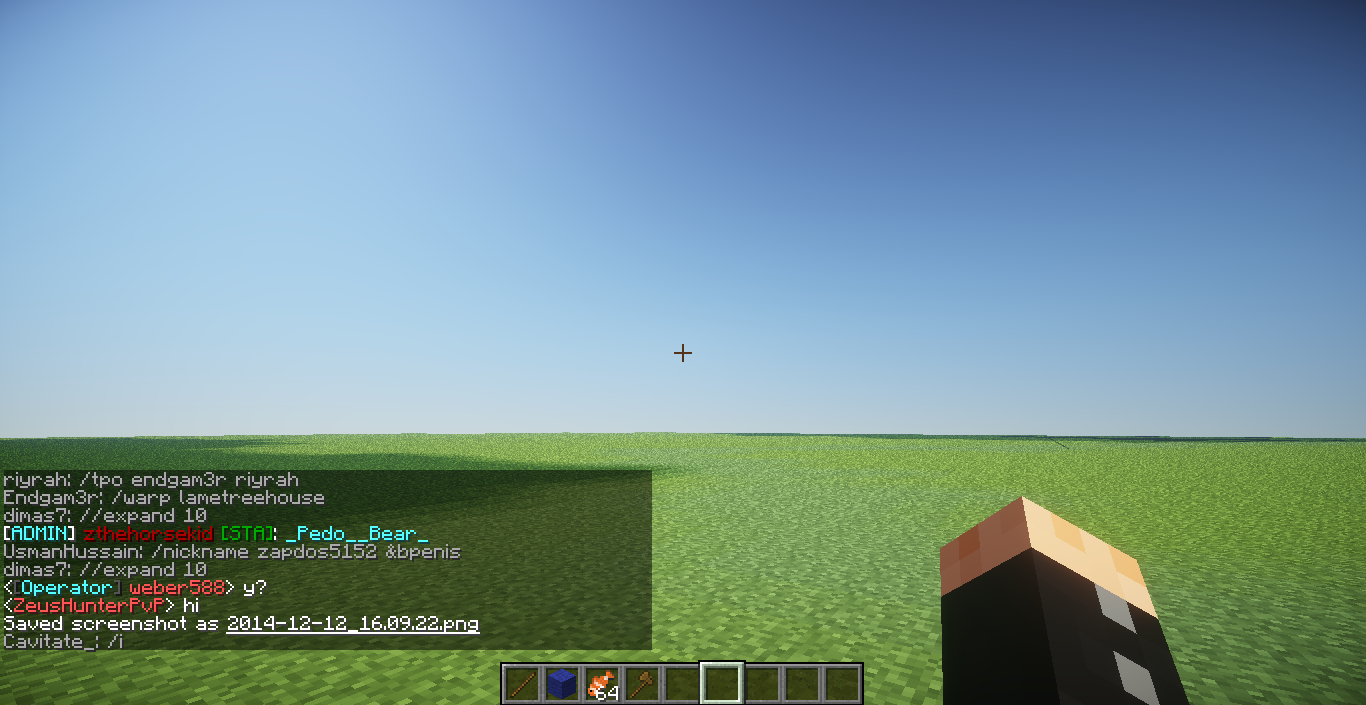 riyrah: /tpo endgam3r riyrah
Endgam3r: /warp lametreehouse
dimas7: //expand 10
[ADMIN] zthehorsekid [STA]: _Pedo__Bear_
UsmanHussain: /nickname zapdos5152 &bpenis
dimas7: //expand 10
<[Operator] weber588> y?
<ZeusHunterPvP> hi
Saved screenshot as 2014-12-12_16.09.22.png
Cavitate_: /i
64